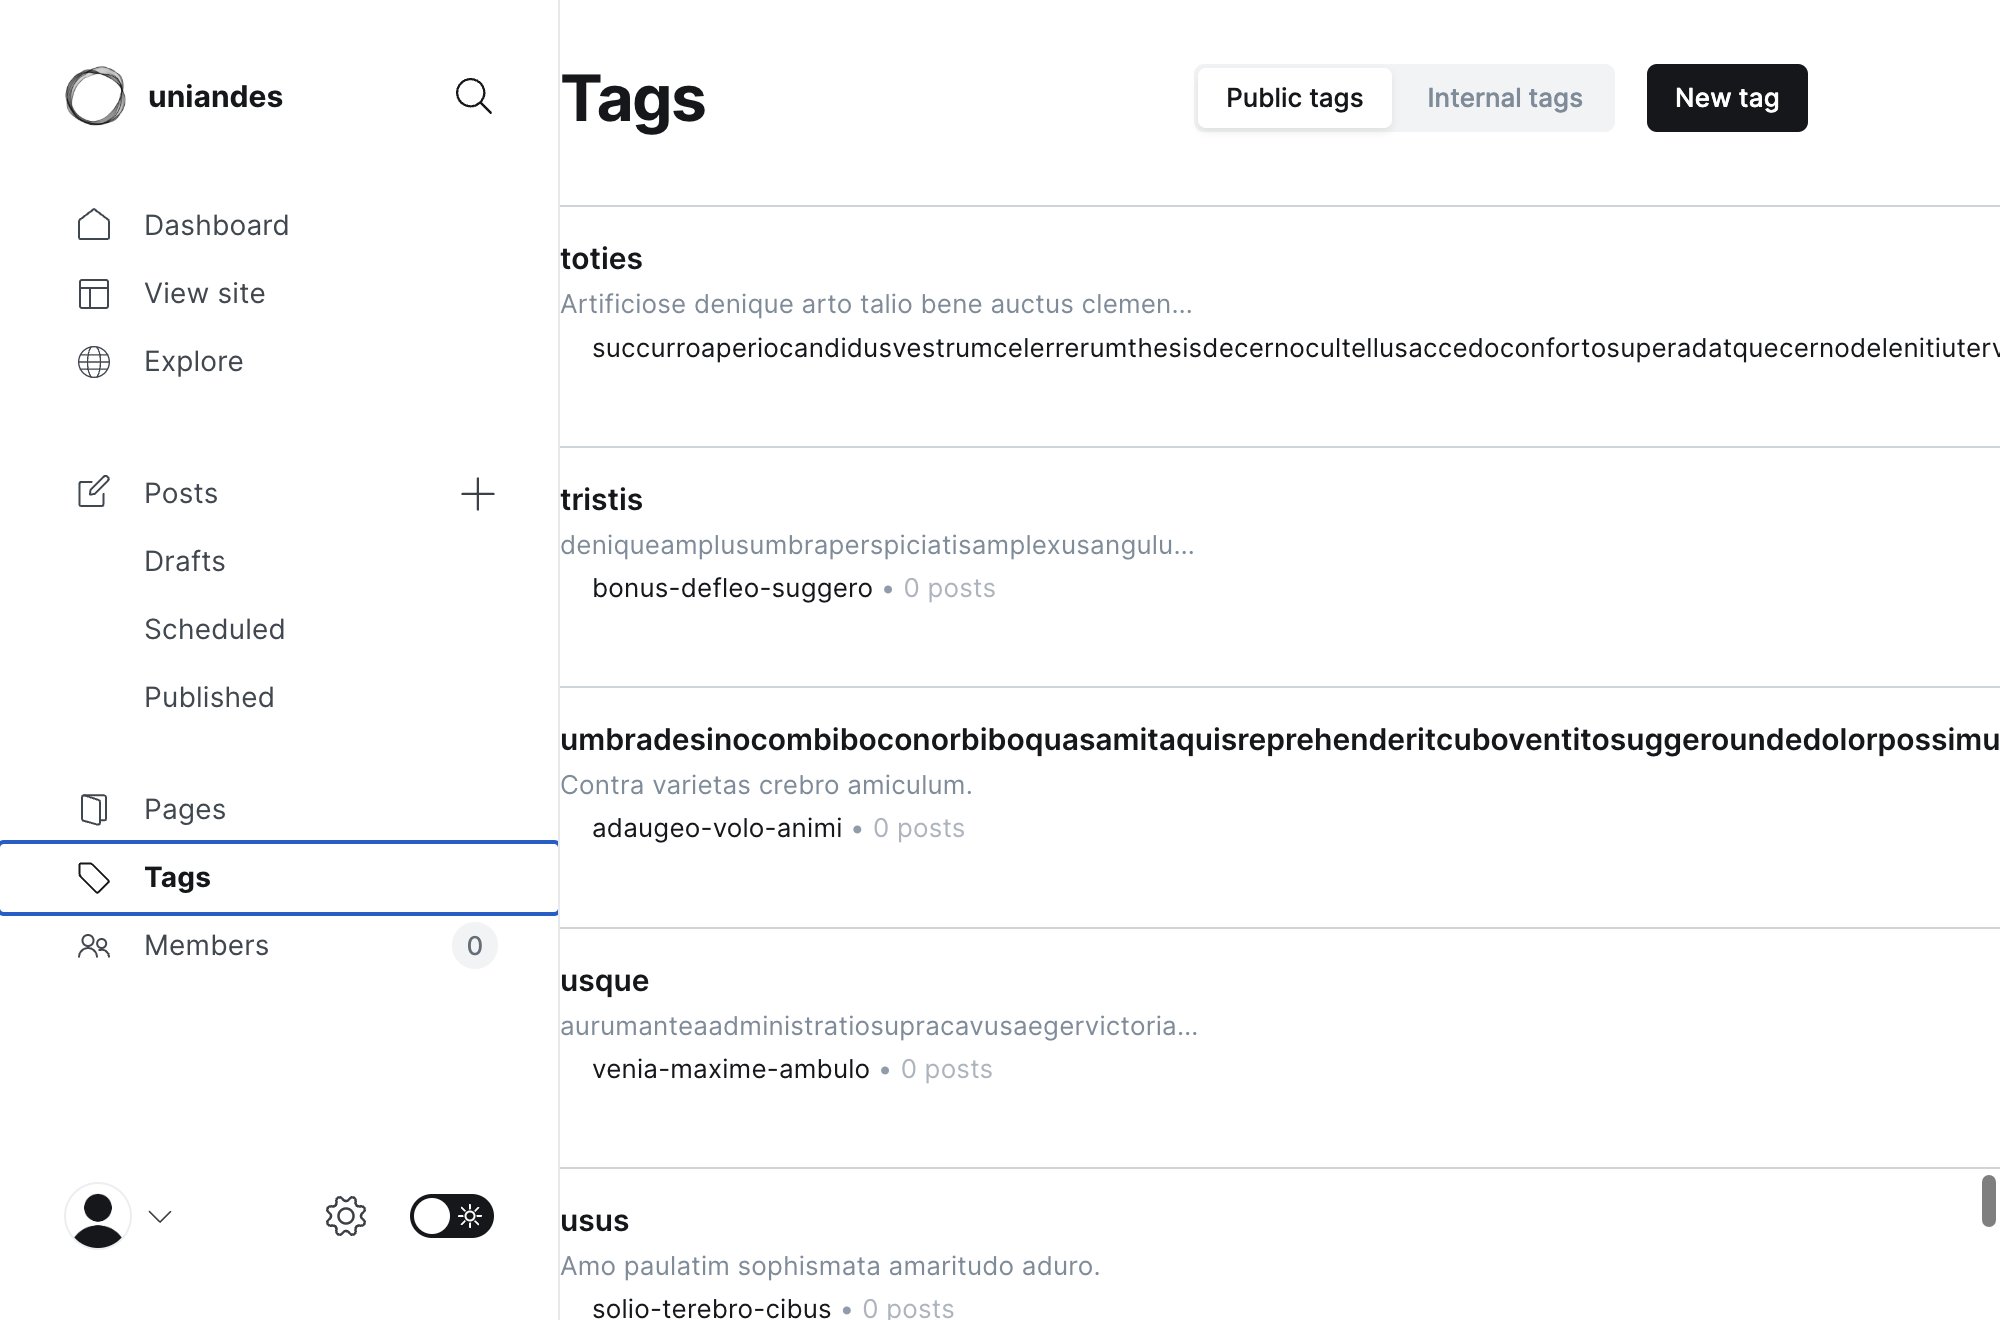 uniandes
Dashboard
View site
Explore
Posts
Drafts
Scheduled
Published
Pages
Tags
Members 0
Tags
Public tags Internal tags New tag
toties
Artificiose denique arto talio bene auctus clemen...
succurroaperiocandidusvestrumcelerrerumthesisdecernocultellusaccedoconfortosuperadatquecernodelenitiuterv
tristis
deniqueamplusumbraperspiciatisamplexusangulu...
bonus-defleo-suggero • 0 posts
umbradesinocombiboconorbiboquasamitaquisreprehenderitcuboventitosuggeroundedolorpossimu
Contra varietas crebro amiculum.
adaugeo-volo-animi • 0 posts
usque
aurumanteaadministratiosupracavusaegervictoria...
venia-maxime-ambulo • 0 posts
usus
Amo paulatim sophismata amaritudo aduro.
solio-terebro-cibus • 0 posts